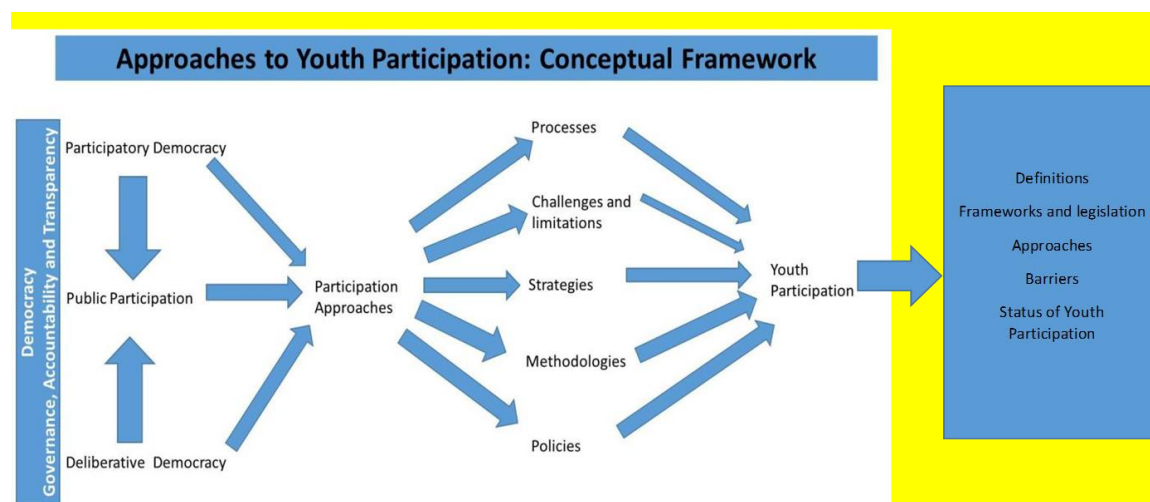 Approaches to Youth Participation: Conceptual Framework
Democracy
Governance, Accountability and Transparency
Participatory Democracy
Public Participation
Deliberative Democracy
Participation
Approaches
Processes
Challenges and
limitations
Strategies
Methodologies
Policies
Youth
Participation
Definitions
Frameworks and legislation
Approaches
Barriers
Status of Youth
Participation